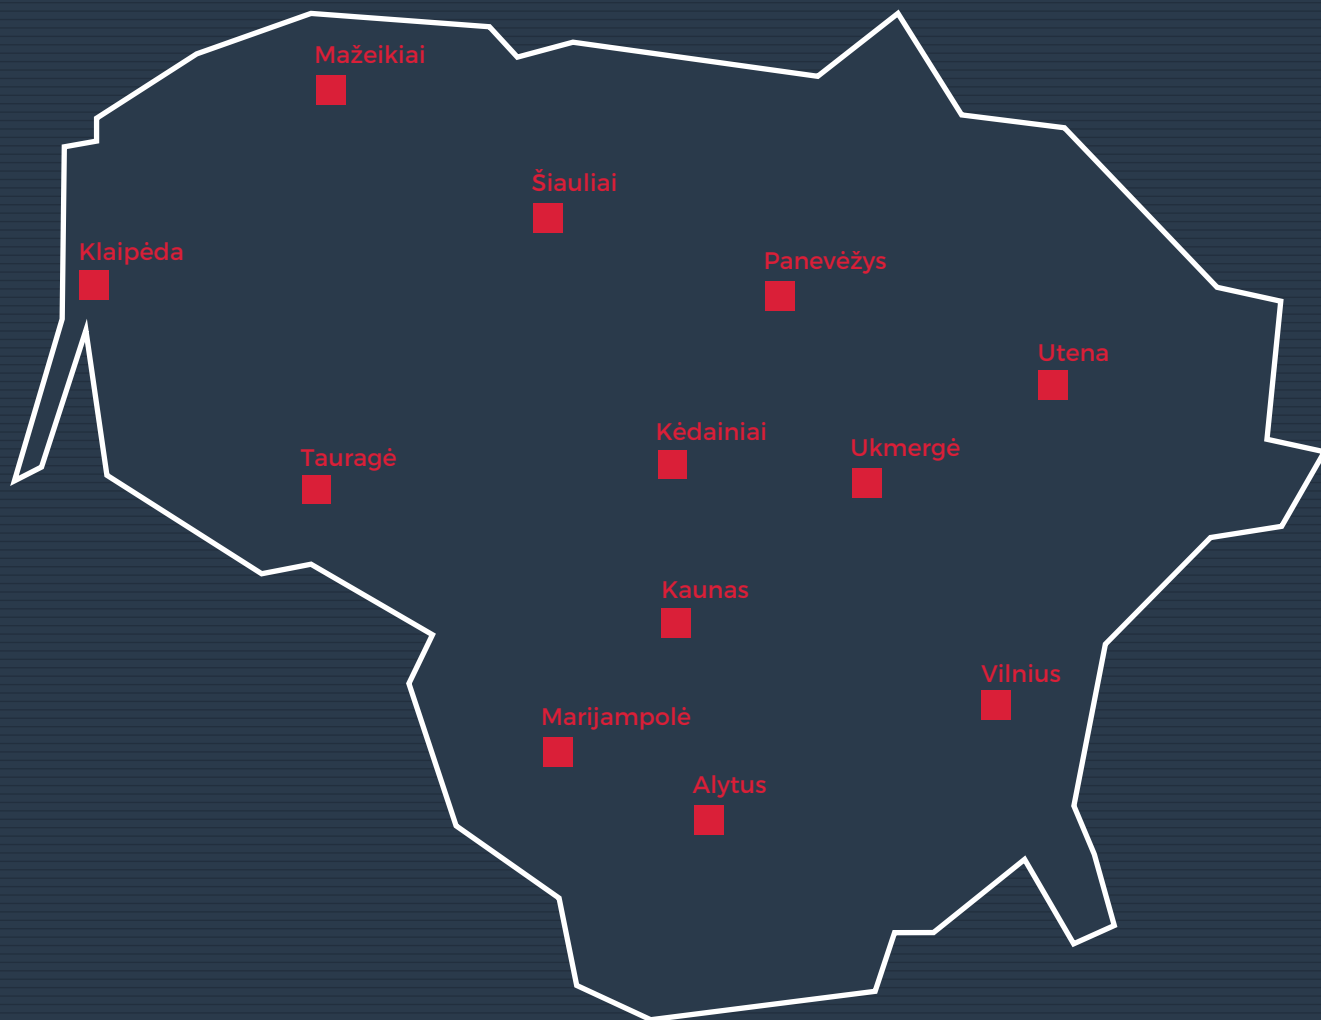 Mažeikiai
Šiauliai
Klaipėda
Panevėžys
Utena
Kėdainiai
Ukmergė
Tauragė
Kaunas
Vilnius
Marijampolė
Alytus